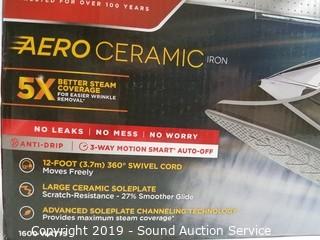 TRUSTED FOR OVER 100 YEARS
AERO CERAMIC IRON
5X BETTER STEAM
COVERAGE
FOR EASIER WRINKLE
REMOVAL*
NO LEAKS | NO MESS | NO WORRY
ANTI-DRIP | 3-WAY MOTION SMART® AUTO-OFF
12-FOOT (3.7m) 360° SWIVEL CORD
Moves Freely
LARGE CERAMIC SOLEPLATE
Scratch-Resistance - 27% Smoother Glide
ADVANCED SOLEPLATE CHANNELING TECHNOLOGY
Provides maximum steam coverage*
1600 WATTS
Copyright 2019 - Sound Auction Service